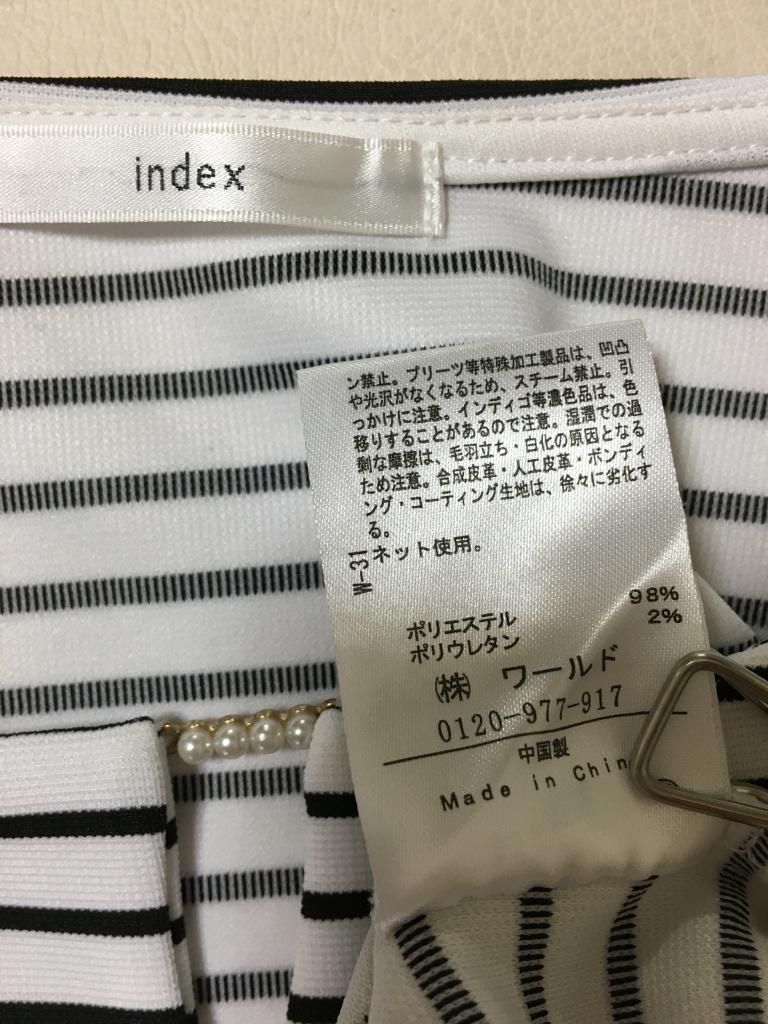 index
ン禁止。プリーツ等特殊加工製品は、凹凸
や光沢がなくなるため、スチーム禁止。引
っかけに注意。インディゴ等濃色品は、色
移りすることがあるので注意。湿潤での過
剰な摩擦は、毛羽立ち・白化の原因となる
ため注意。合成皮革・人工皮革・ボンディ
ング・コーティング生地は、徐々に劣化す
る。
W-31
ネット使用。
ポリエステル 98%
ポリウレタン 2%
(株) ワールド
0120-977-917
中国製
Made in Chin